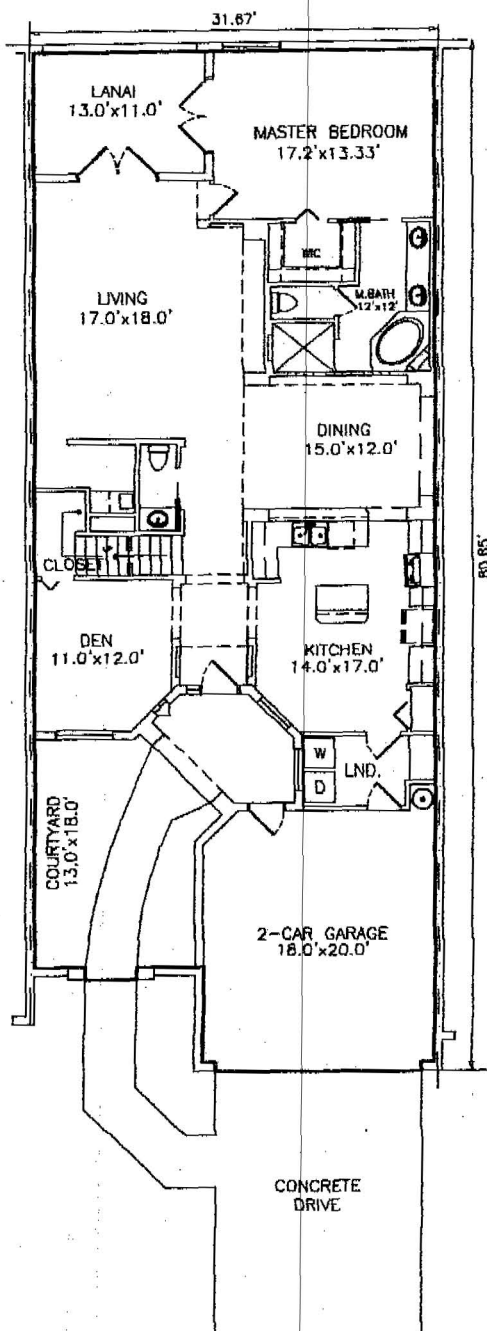 31.67'
LANAI
13.0'x11.0'
MASTER BEDROOM
17.2'x13.33'
WC
M.BATH
12'x12'
LIVING
17.0'x18.0'
DINING
15.0'x12.0'
80.85'
CLOSET
DEN
11.0'x12.0'
KITCHEN
14.0'x17.0'
W
D
LND.
COURTYARD
13.0'x18.0'
2-CAR GARAGE
18.0'x20.0'
CONCRETE
DRIVE